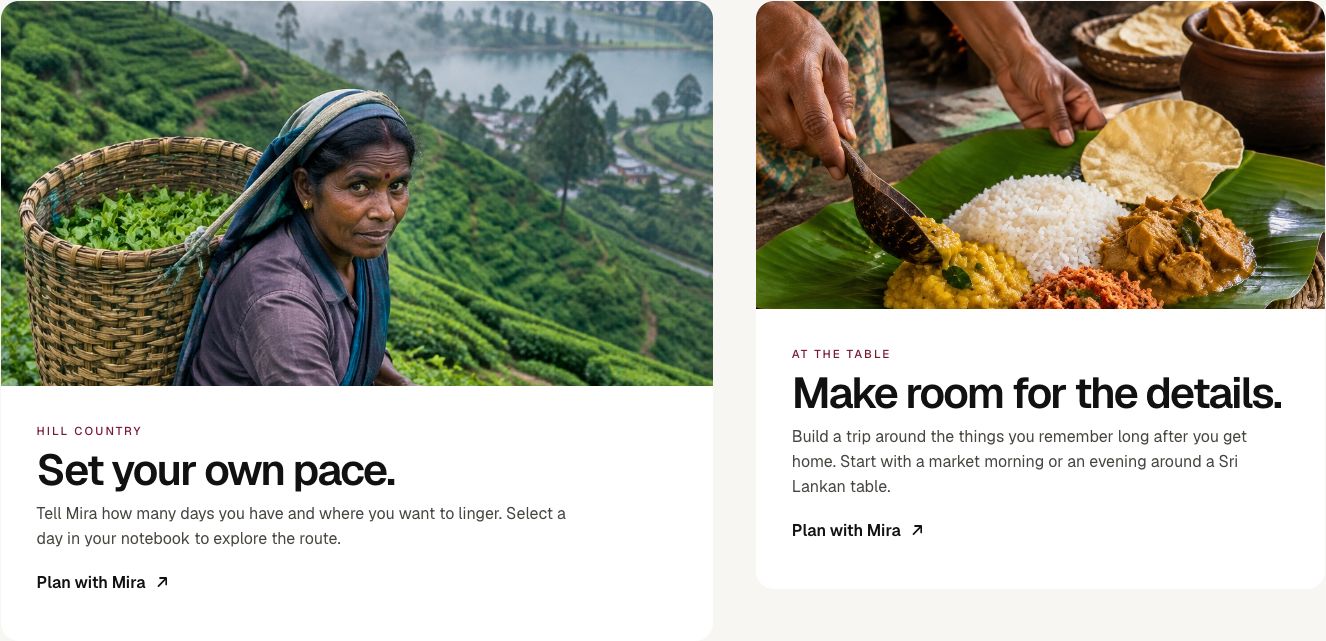 HILL COUNTRY
Set your own pace.
Tell Mira how many days you have and where you want to linger. Select a
day in your notebook to explore the route.
Plan with Mira
AT THE TABLE
Make room for the details.
Build a trip around the things you remember long after you get
home. Start with a market morning or an evening around a Sri
Lankan table.
Plan with Mira